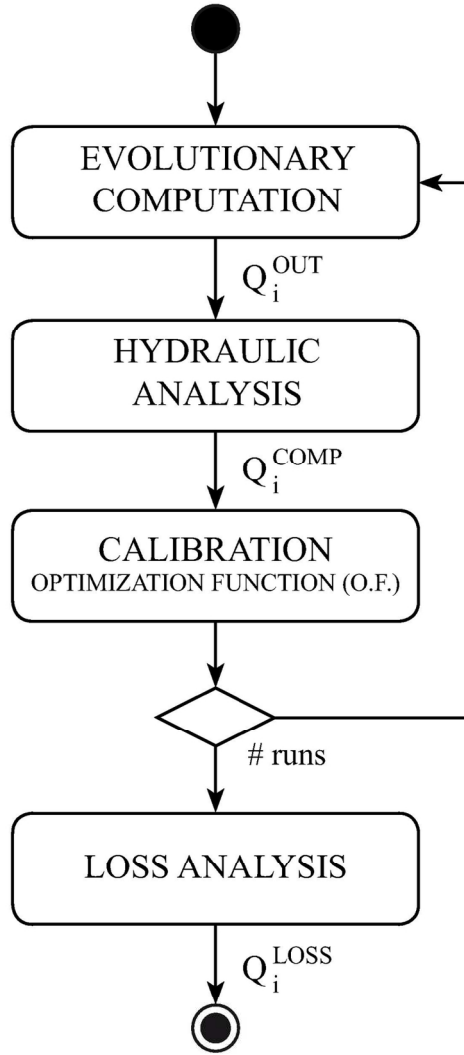 EVOLUTIONARY
COMPUTATION
Q_i^OUT
HYDRAULIC
ANALYSIS
Q_i^COMP
CALIBRATION
OPTIMIZATION FUNCTION (O.F.)
# runs
LOSS ANALYSIS
Q_i^LOSS